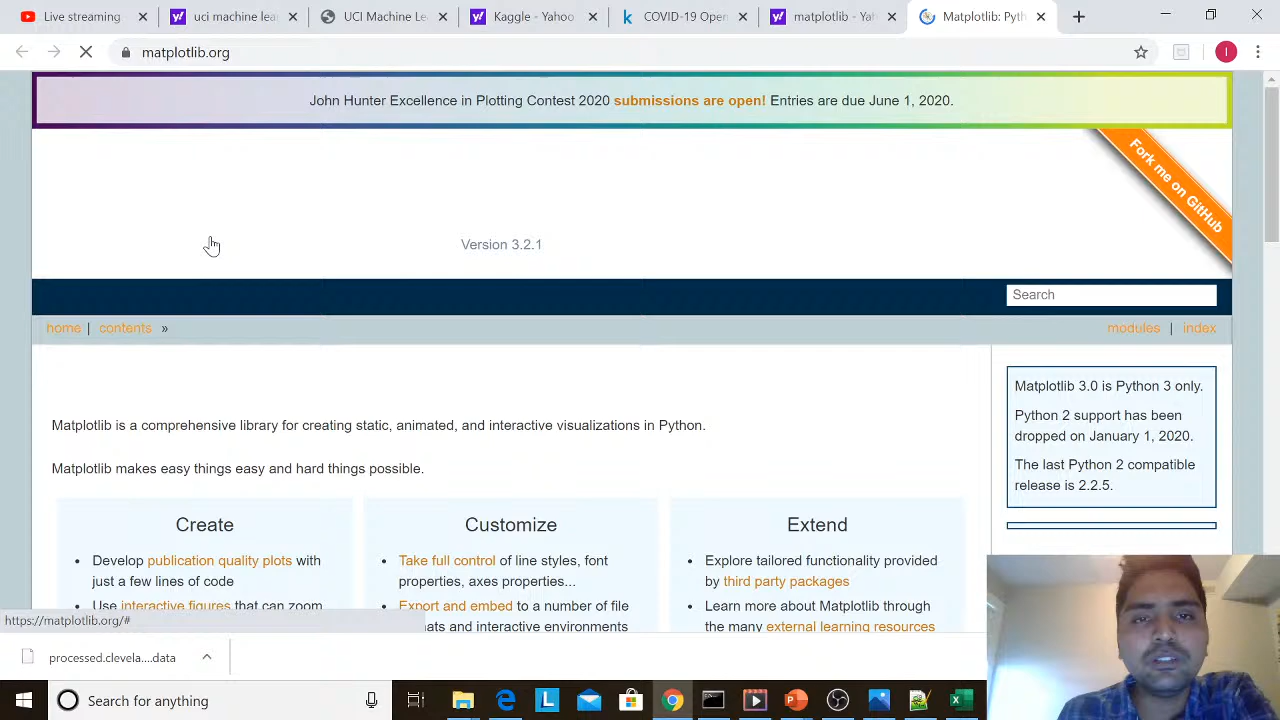 Live streaming
uci machine lea
UCI Machine Le
Kaggle - Yahoo
COVID-19 Open
matplotlib - Ya
Matplotlib: Pyth
matplotlib.org
I
John Hunter Excellence in Plotting Contest 2020 submissions are open! Entries are due June 1, 2020.
Fork me on GitHub
Version 3.2.1
Search
home | contents »
modules | index
Matplotlib is a comprehensive library for creating static, animated, and interactive visualizations in Python.
Matplotlib makes easy things easy and hard things possible.
Matplotlib 3.0 is Python 3 only.
Python 2 support has been
dropped on January 1, 2020.
The last Python 2 compatible
release is 2.2.5.
Create
• Develop publication quality plots with
just a few lines of code
• Use interactive figures that can zoom,
Customize
• Take full control of line styles, font
properties, axes properties...
• Export and embed to a number of file
mats and interactive environments
Extend
• Explore tailored functionality provided
by third party packages
• Learn more about Matplotlib through
the many external learning resources
https://matplotlib.org/#
processed.clevela....data
Search for anything